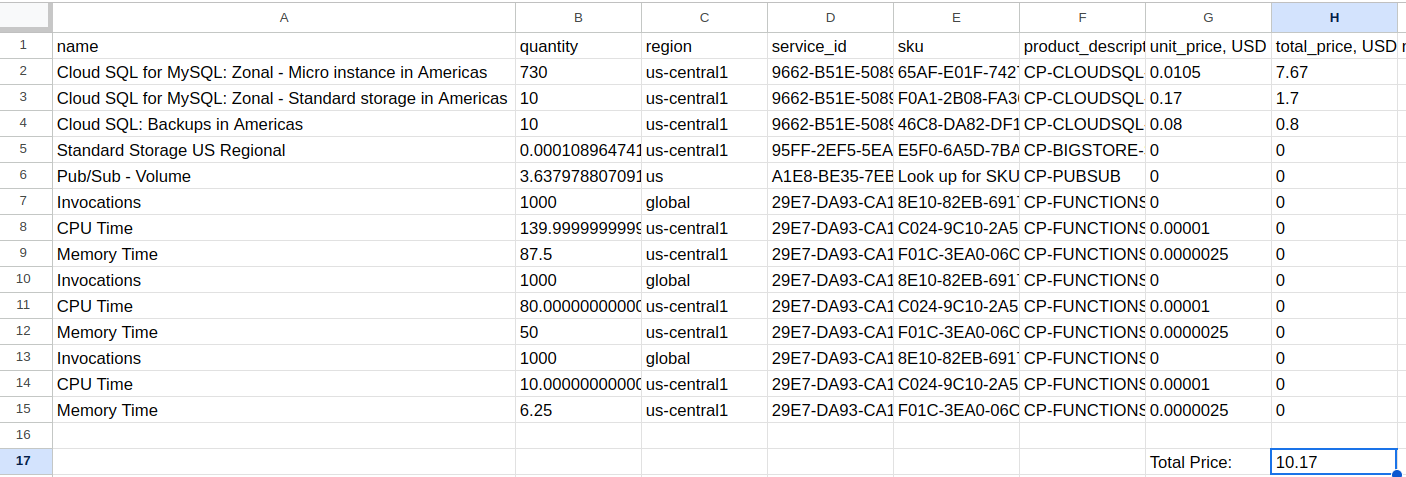 A B C D E F G H
1 name quantity region service_id sku product_descript unit_price, USD total_price, USD
2 Cloud SQL for MySQL: Zonal - Micro instance in Americas 730 us-central1 9662-B51E-5089 65AF-E01F-7427 CP-CLOUDSQL 0.0105 7.67
3 Cloud SQL for MySQL: Zonal - Standard storage in Americas 10 us-central1 9662-B51E-5089 F0A1-2B08-FA3 CP-CLOUDSQL 0.17 1.7
4 Cloud SQL: Backups in Americas 10 us-central1 9662-B51E-5089 46C8-DA82-DF1 CP-CLOUDSQL 0.08 0.8
5 Standard Storage US Regional 0.000108964741 us-central1 95FF-2EF5-5EA E5F0-6A5D-7BA CP-BIGSTORE- 0 0
6 Pub/Sub - Volume 3.637978807091 us A1E8-BE35-7EB Look up for SKU CP-PUBSUB 0 0
7 Invocations 1000 global 29E7-DA93-CA1 8E10-82EB-6917 CP-FUNCTIONS 0 0
8 CPU Time 139.9999999999 us-central1 29E7-DA93-CA1 C024-9C10-2A5 CP-FUNCTIONS 0.00001 0
9 Memory Time 87.5 us-central1 29E7-DA93-CA1 F01C-3EA0-06C CP-FUNCTIONS 0.0000025 0
10 Invocations 1000 global 29E7-DA93-CA1 8E10-82EB-6917 CP-FUNCTIONS 0 0
11 CPU Time 80.00000000000 us-central1 29E7-DA93-CA1 C024-9C10-2A5 CP-FUNCTIONS 0.00001 0
12 Memory Time 50 us-central1 29E7-DA93-CA1 F01C-3EA0-06C CP-FUNCTIONS 0.0000025 0
13 Invocations 1000 global 29E7-DA93-CA1 8E10-82EB-6917 CP-FUNCTIONS 0 0
14 CPU Time 10.00000000000 us-central1 29E7-DA93-CA1 C024-9C10-2A5 CP-FUNCTIONS 0.00001 0
15 Memory Time 6.25 us-central1 29E7-DA93-CA1 F01C-3EA0-06C CP-FUNCTIONS 0.0000025 0
16
17 Total Price: 10.17